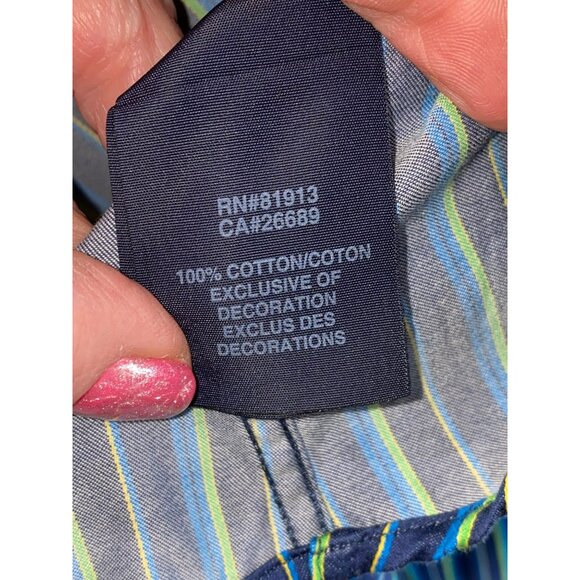 RN#81913
CA#26689
100% COTTON/COTON
EXCLUSIVE OF
DECORATION
EXCLUS DES
DECORATIONS